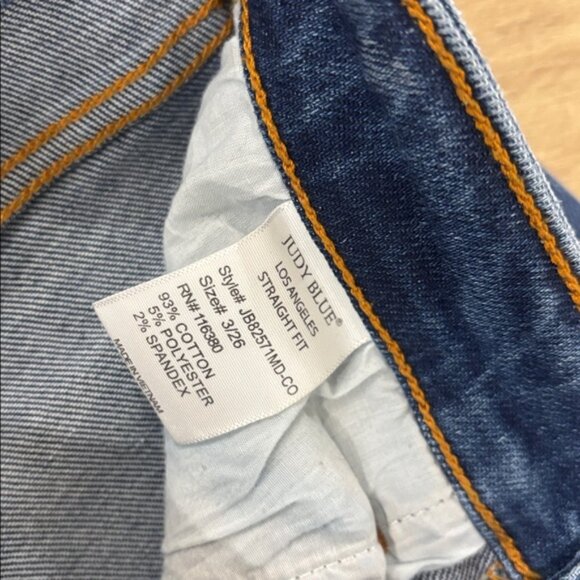 JUDY BLUE®
LOS ANGELES
STRAIGHT FIT
Style# JB82571MD-CO
Size# 3/26
RN# 116380
93% COTTON
5% POLYESTER
2% SPANDEX
MADE IN VIETNAM